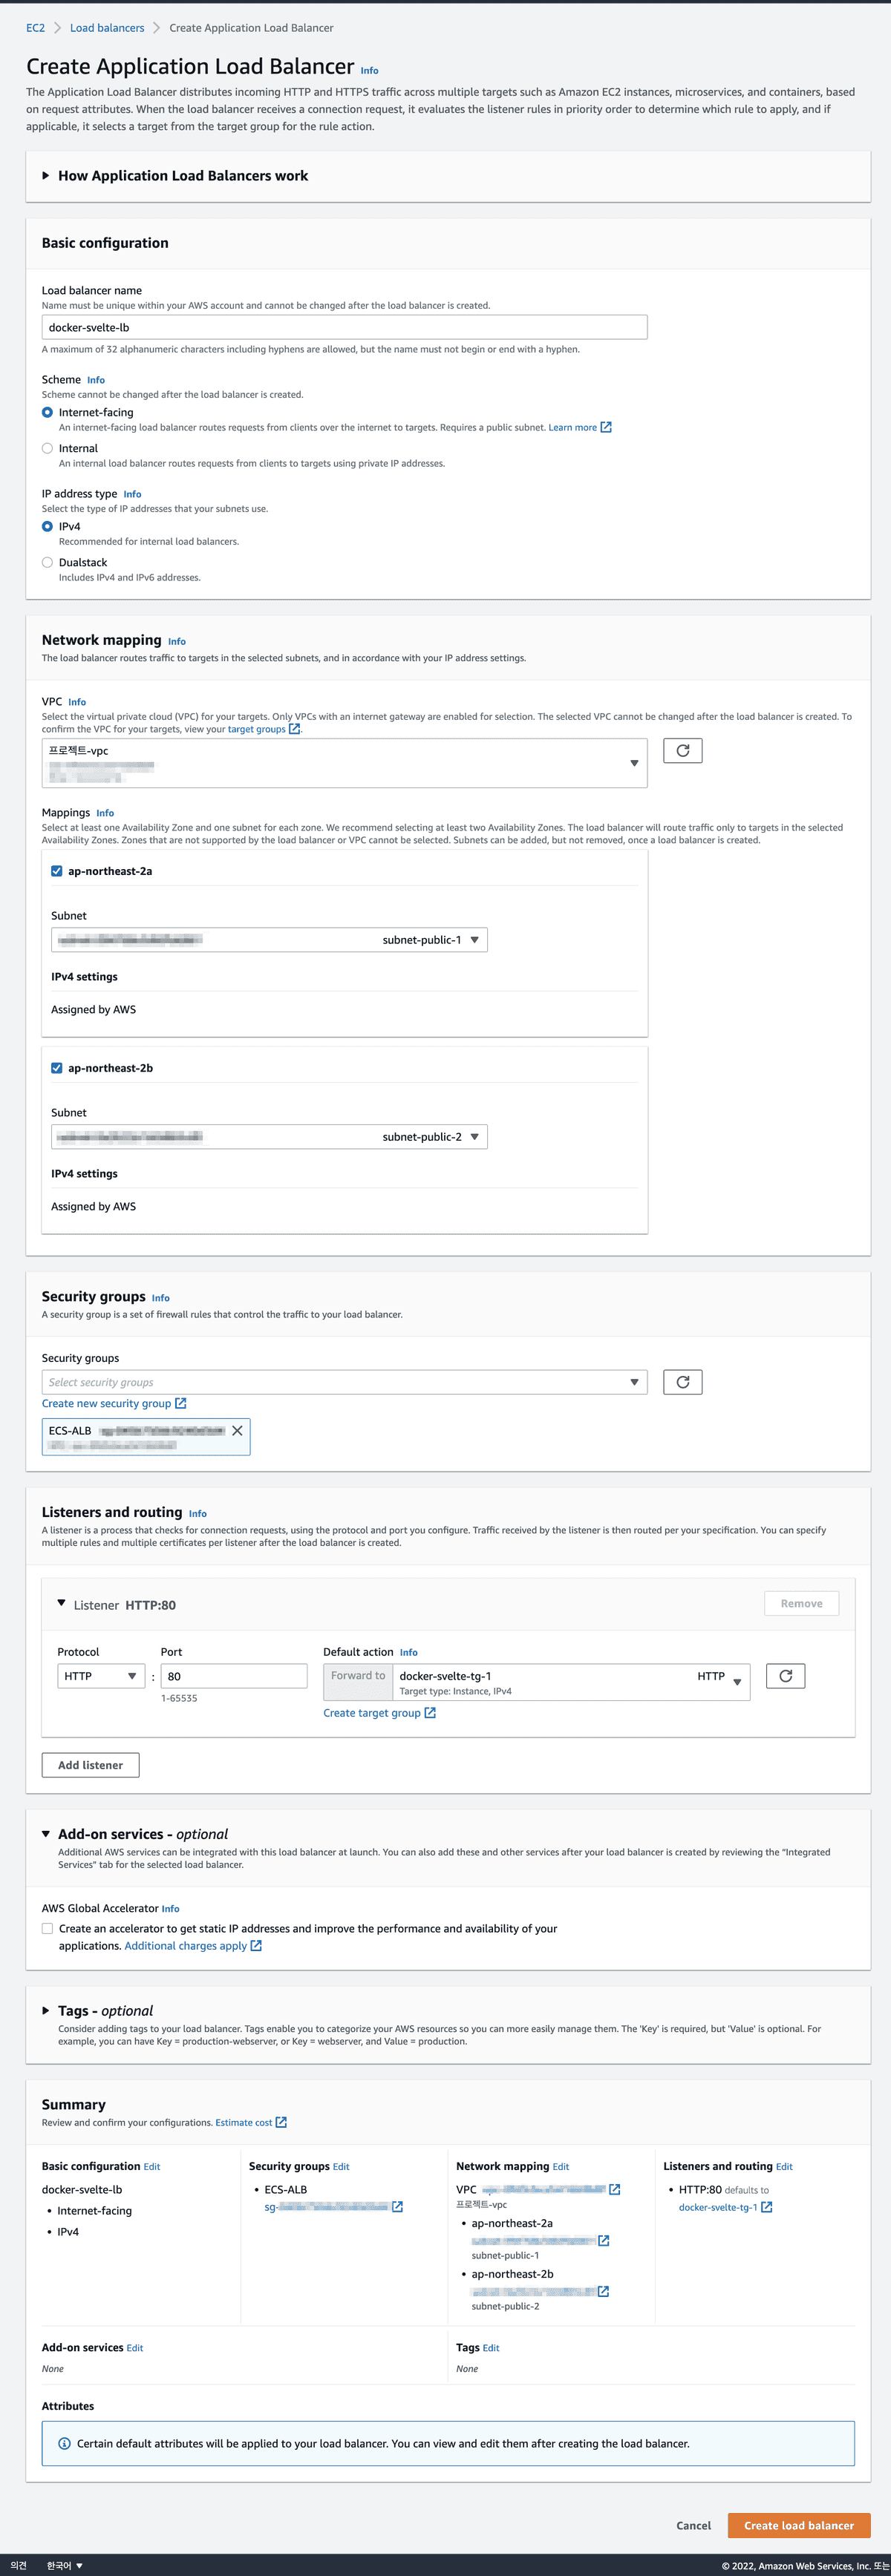 EC2 > Load balancers > Create Application Load Balancer
Create Application Load Balancer Info
The Application Load Balancer distributes incoming HTTP and HTTPS traffic across multiple targets such as Amazon EC2 instances, microservices, and containers, based
on request attributes. When the load balancer receives a connection request, it evaluates the listener rules in priority order to determine which rule to apply, and if
applicable, it selects a target from the target group for the rule action.
How Application Load Balancers work
Basic configuration
Load balancer name
Name must be unique within your AWS account and cannot be changed after the load balancer is created.
docker-svelte-lb
A maximum of 32 alphanumeric characters including hyphens are allowed, but the name must not begin or end with a hyphen.
Scheme Info
Scheme cannot be changed after the load balancer is created.
Internet-facing
An internet-facing load balancer routes requests from clients over the internet to targets. Requires a public subnet. Learn more
Internal
An internal load balancer routes requests from clients to targets using private IP addresses.
IP address type Info
Select the type of IP addresses that your subnets use.
IPv4
Recommended for internal load balancers.
Dualstack
Includes IPv4 and IPv6 addresses.
Network mapping Info
The load balancer routes traffic to targets in the selected subnets, and in accordance with your IP address settings.
VPC Info
Select the virtual private cloud (VPC) for your targets. Only VPCs with an internet gateway are enabled for selection. The selected VPC cannot be changed after the load balancer is created. To
confirm the VPC for your targets, view your target groups.
프로젝트-vpc
Mappings Info
Select at least one Availability Zone and one subnet for each zone. We recommend selecting at least two Availability Zones. The load balancer will route traffic only to targets in the selected
Availability Zones. Zones that are not supported by the load balancer or VPC cannot be selected. Subnets can be added, but not removed, once a load balancer is created.
ap-northeast-2a
Subnet
subnet-public-1
IPv4 settings
Assigned by AWS
ap-northeast-2b
Subnet
subnet-public-2
IPv4 settings
Assigned by AWS
Security groups Info
A security group is a set of firewall rules that control the traffic to your load balancer.
Security groups
Select security groups
Create new security group
ECS-ALB
Listeners and routing Info
A listener is a process that checks for connection requests, using the protocol and port you configure. Traffic received by the listener is then routed per your specification. You can specify
multiple rules and multiple certificates per listener after the load balancer is created.
Listener HTTP:80 Remove
Protocol Port Default action Info
HTTP : 80 Forward to docker-svelte-tg-1 HTTP
Target type: Instance, IPv4
1-65535
Create target group
Add listener
Add-on services - optional
Additional AWS services can be integrated with this load balancer at launch. You can also add these and other services after your load balancer is created by reviewing the "Integrated
Services" tab for the selected load balancer.
AWS Global Accelerator Info
Create an accelerator to get static IP addresses and improve the performance and availability of your
applications. Additional charges apply
Tags - optional
Consider adding tags to your load balancer. Tags enable you to categorize your AWS resources so you can more easily manage them. The 'Key' is required, but 'Value' is optional. For
example, you can have Key = production-webserver, or Key = webserver, and Value = production.
Summary
Review and confirm your configurations. Estimate cost
Basic configuration Edit
docker-svelte-lb
• Internet-facing
• IPv4
Security groups Edit
• ECS-ALB
sg-
Network mapping Edit
VPC
프로젝트-vpc
• ap-northeast-2a
subnet-public-1
• ap-northeast-2b
subnet-public-2
Listeners and routing Edit
• HTTP:80 defaults to
docker-svelte-tg-1
Add-on services Edit
None
Tags Edit
None
Attributes
Certain default attributes will be applied to your load balancer. You can view and edit them after creating the load balancer.
Cancel Create load balancer
의견 한국어 © 2022, Amazon Web Services, Inc. 또는